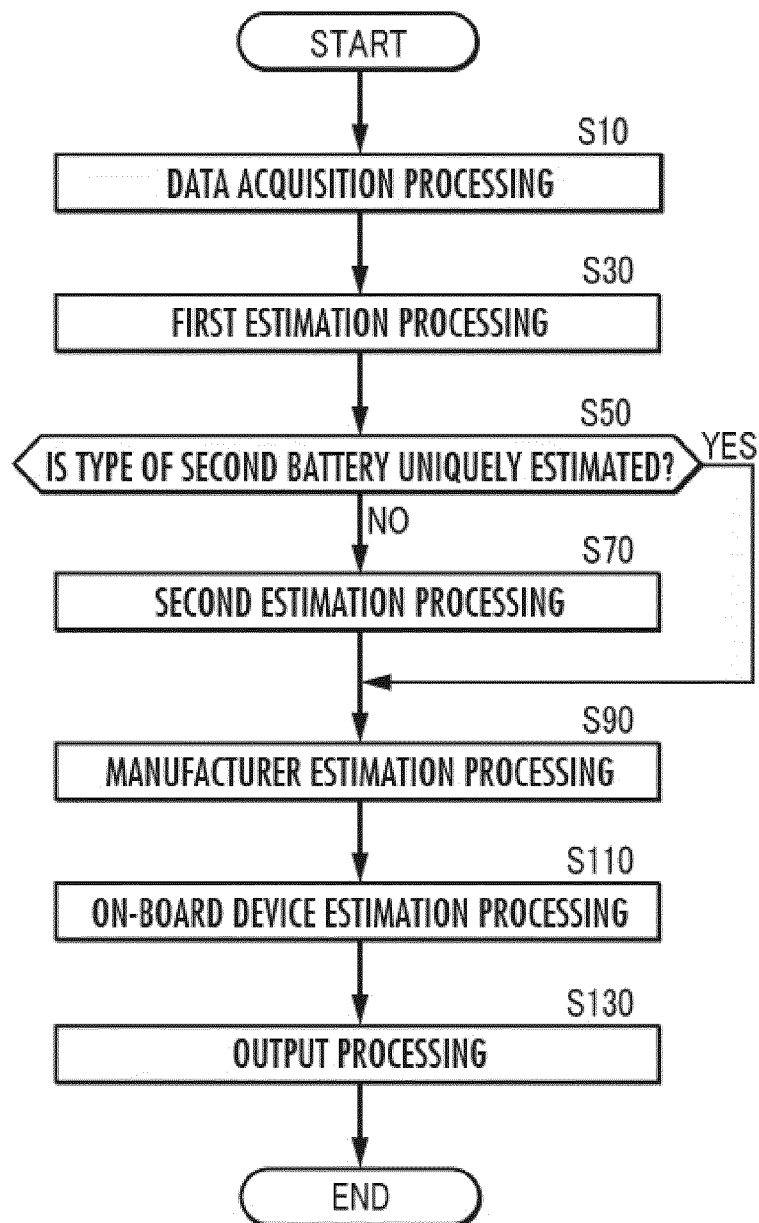 START
S10
DATA ACQUISITION PROCESSING
S30
FIRST ESTIMATION PROCESSING
S50
IS TYPE OF SECOND BATTERY UNIQUELY ESTIMATED?
YES
NO
S70
SECOND ESTIMATION PROCESSING
S90
MANUFACTURER ESTIMATION PROCESSING
S110
ON-BOARD DEVICE ESTIMATION PROCESSING
S130
OUTPUT PROCESSING
END